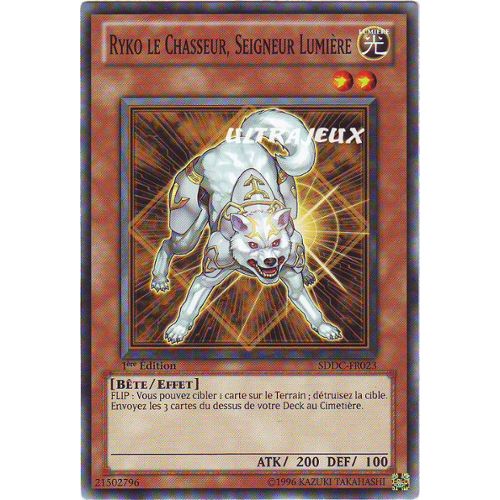 Ryko le Chasseur, Seigneur Lumière
LUMIÈRE
光
ULTRAJEUX
1ère Édition
SDDC-FR023
[Bête/Effet]
FLIP : Vous pouvez cibler 1 carte sur le Terrain ; détruisez la cible.
Envoyez les 3 cartes du dessus de votre Deck au Cimetière.
ATK/ 200 DEF/ 100
21502796
©1996 KAZUKI TAKAHASHI